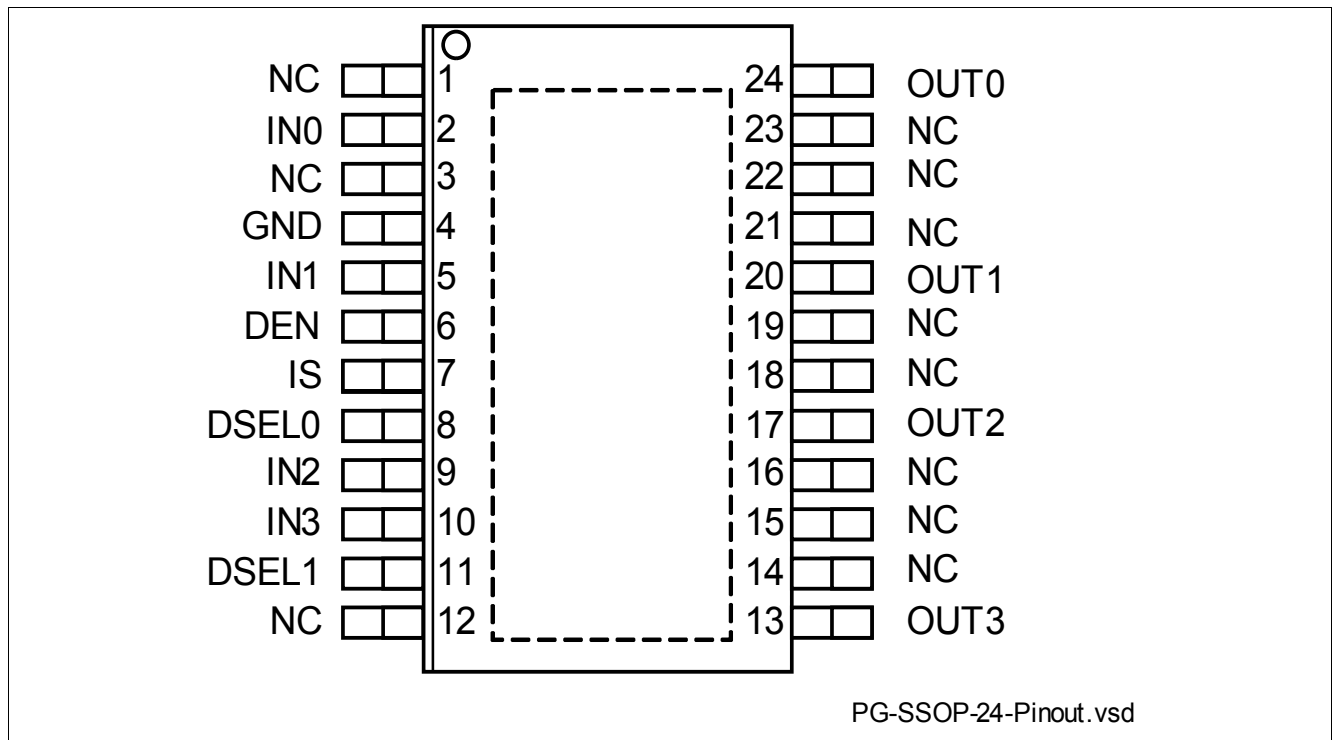 NC 1 24 OUT0
IN0 2 23 NC
NC 3 22 NC
GND 4 21 NC
IN1 5 20 OUT1
DEN 6 19 NC
IS 7 18 NC
DSEL0 8 17 OUT2
IN2 9 16 NC
IN3 10 15 NC
DSEL1 11 14 NC
NC 12 13 OUT3
PG-SSOP-24-Pinout.vsd